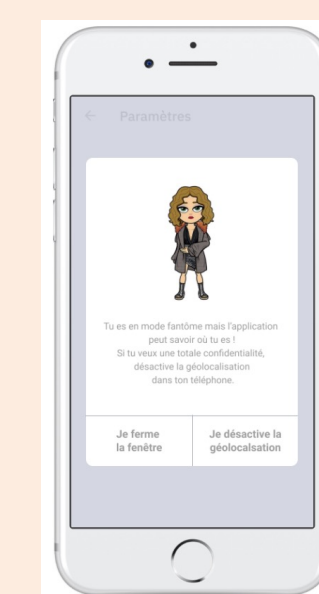 ← Paramètres
Tu es en mode fantôme mais l'application
peut savoir où tu es !
Si tu veux une totale confidentialité,
désactive la géolocalisation
dans ton téléphone.
Je ferme
la fenêtre
Je désactive la
géolocalsation